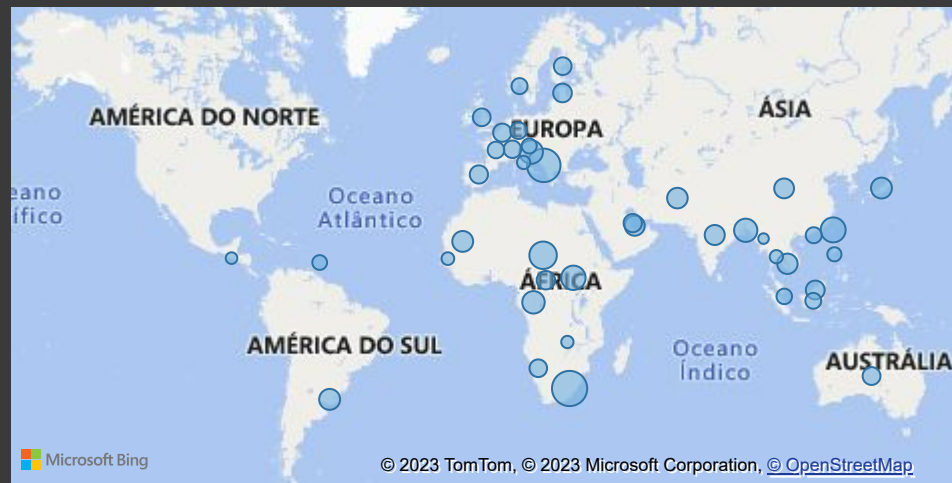 AMÉRICA DO NORTE
EUROPA
ÁSIA
eano
ífico
Oceano
Atlântico
ÁFRICA
AMÉRICA DO SUL
Oceano
Índico
AUSTRÁLIA
Microsoft Bing
© 2023 TomTom, © 2023 Microsoft Corporation, © OpenStreetMap